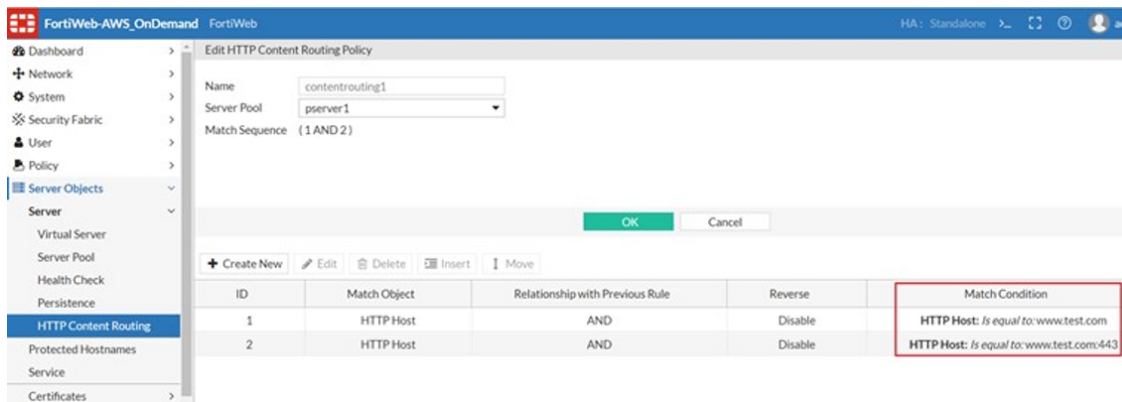 FortiWeb-AWS_OnDemand FortiWeb HA: Standalone >_
Dashboard
Network
System
Security Fabric
User
Policy
Server Objects
Server
Virtual Server
Server Pool
Health Check
Persistence
HTTP Content Routing
Protected Hostnames
Service
Certificates
Edit HTTP Content Routing Policy
Name contentrouting1
Server Pool pserver1
Match Sequence ( 1 AND 2 )
OK Cancel
+ Create New Edit Delete Insert Move
ID Match Object Relationship with Previous Rule Reverse Match Condition
1 HTTP Host AND Disable HTTP Host: Is equal to: www.test.com
2 HTTP Host AND Disable HTTP Host: Is equal to: www.test.com:443